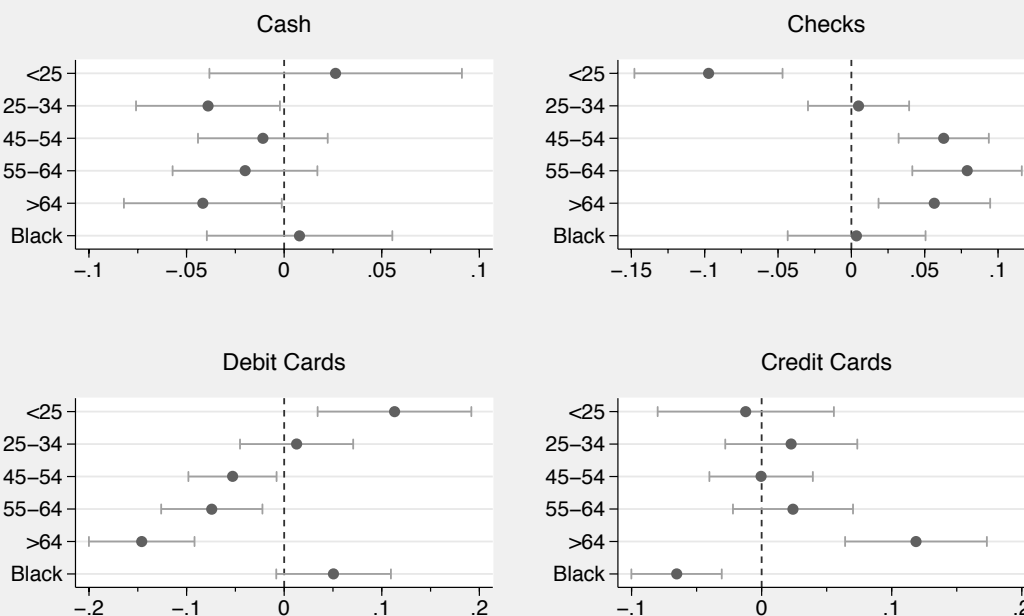 Cash
<25
25–34
45–54
55–64
>64
Black
–.1 –.05 0 .05 .1
Checks
<25
25–34
45–54
55–64
>64
Black
–.15 –.1 –.05 0 .05 .1
Debit Cards
<25
25–34
45–54
55–64
>64
Black
–.2 –.1 0 .1 .2
Credit Cards
<25
25–34
45–54
55–64
>64
Black
–.1 0 .1 .2